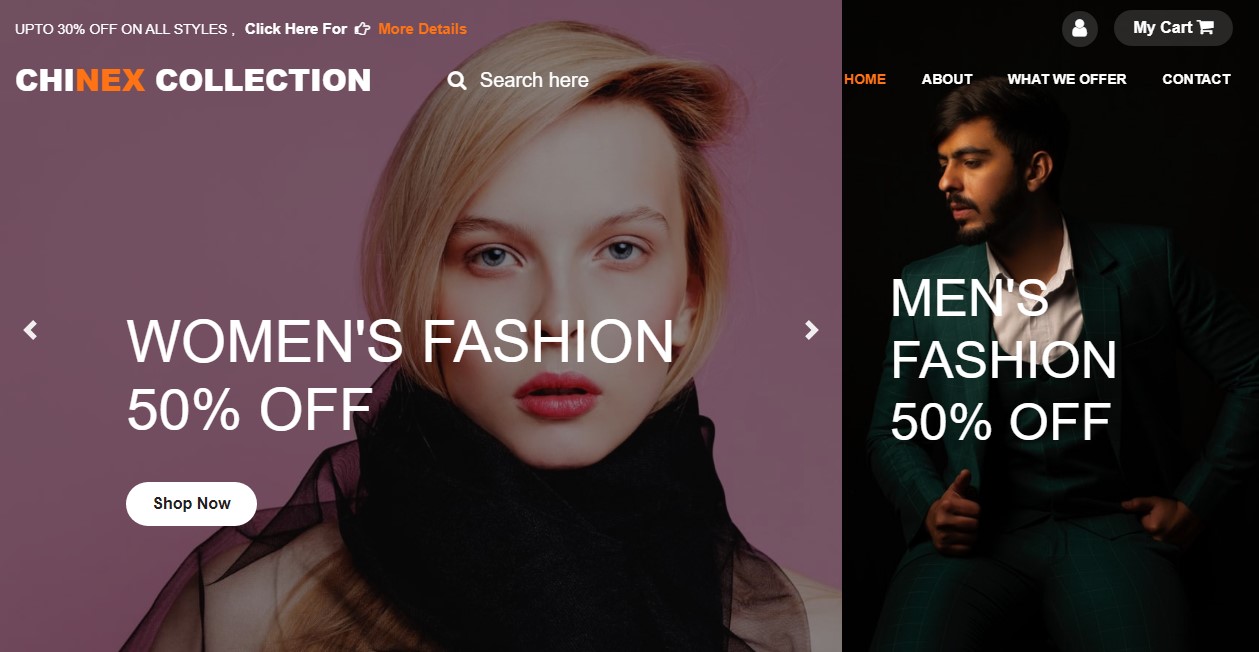 UPTO 30% OFF ON ALL STYLES , Click Here For More Details
My Cart
CHINEX COLLECTION
Search here
HOME ABOUT WHAT WE OFFER CONTACT
WOMEN'S FASHION
50% OFF
Shop Now
MEN'S
FASHION
50% OFF